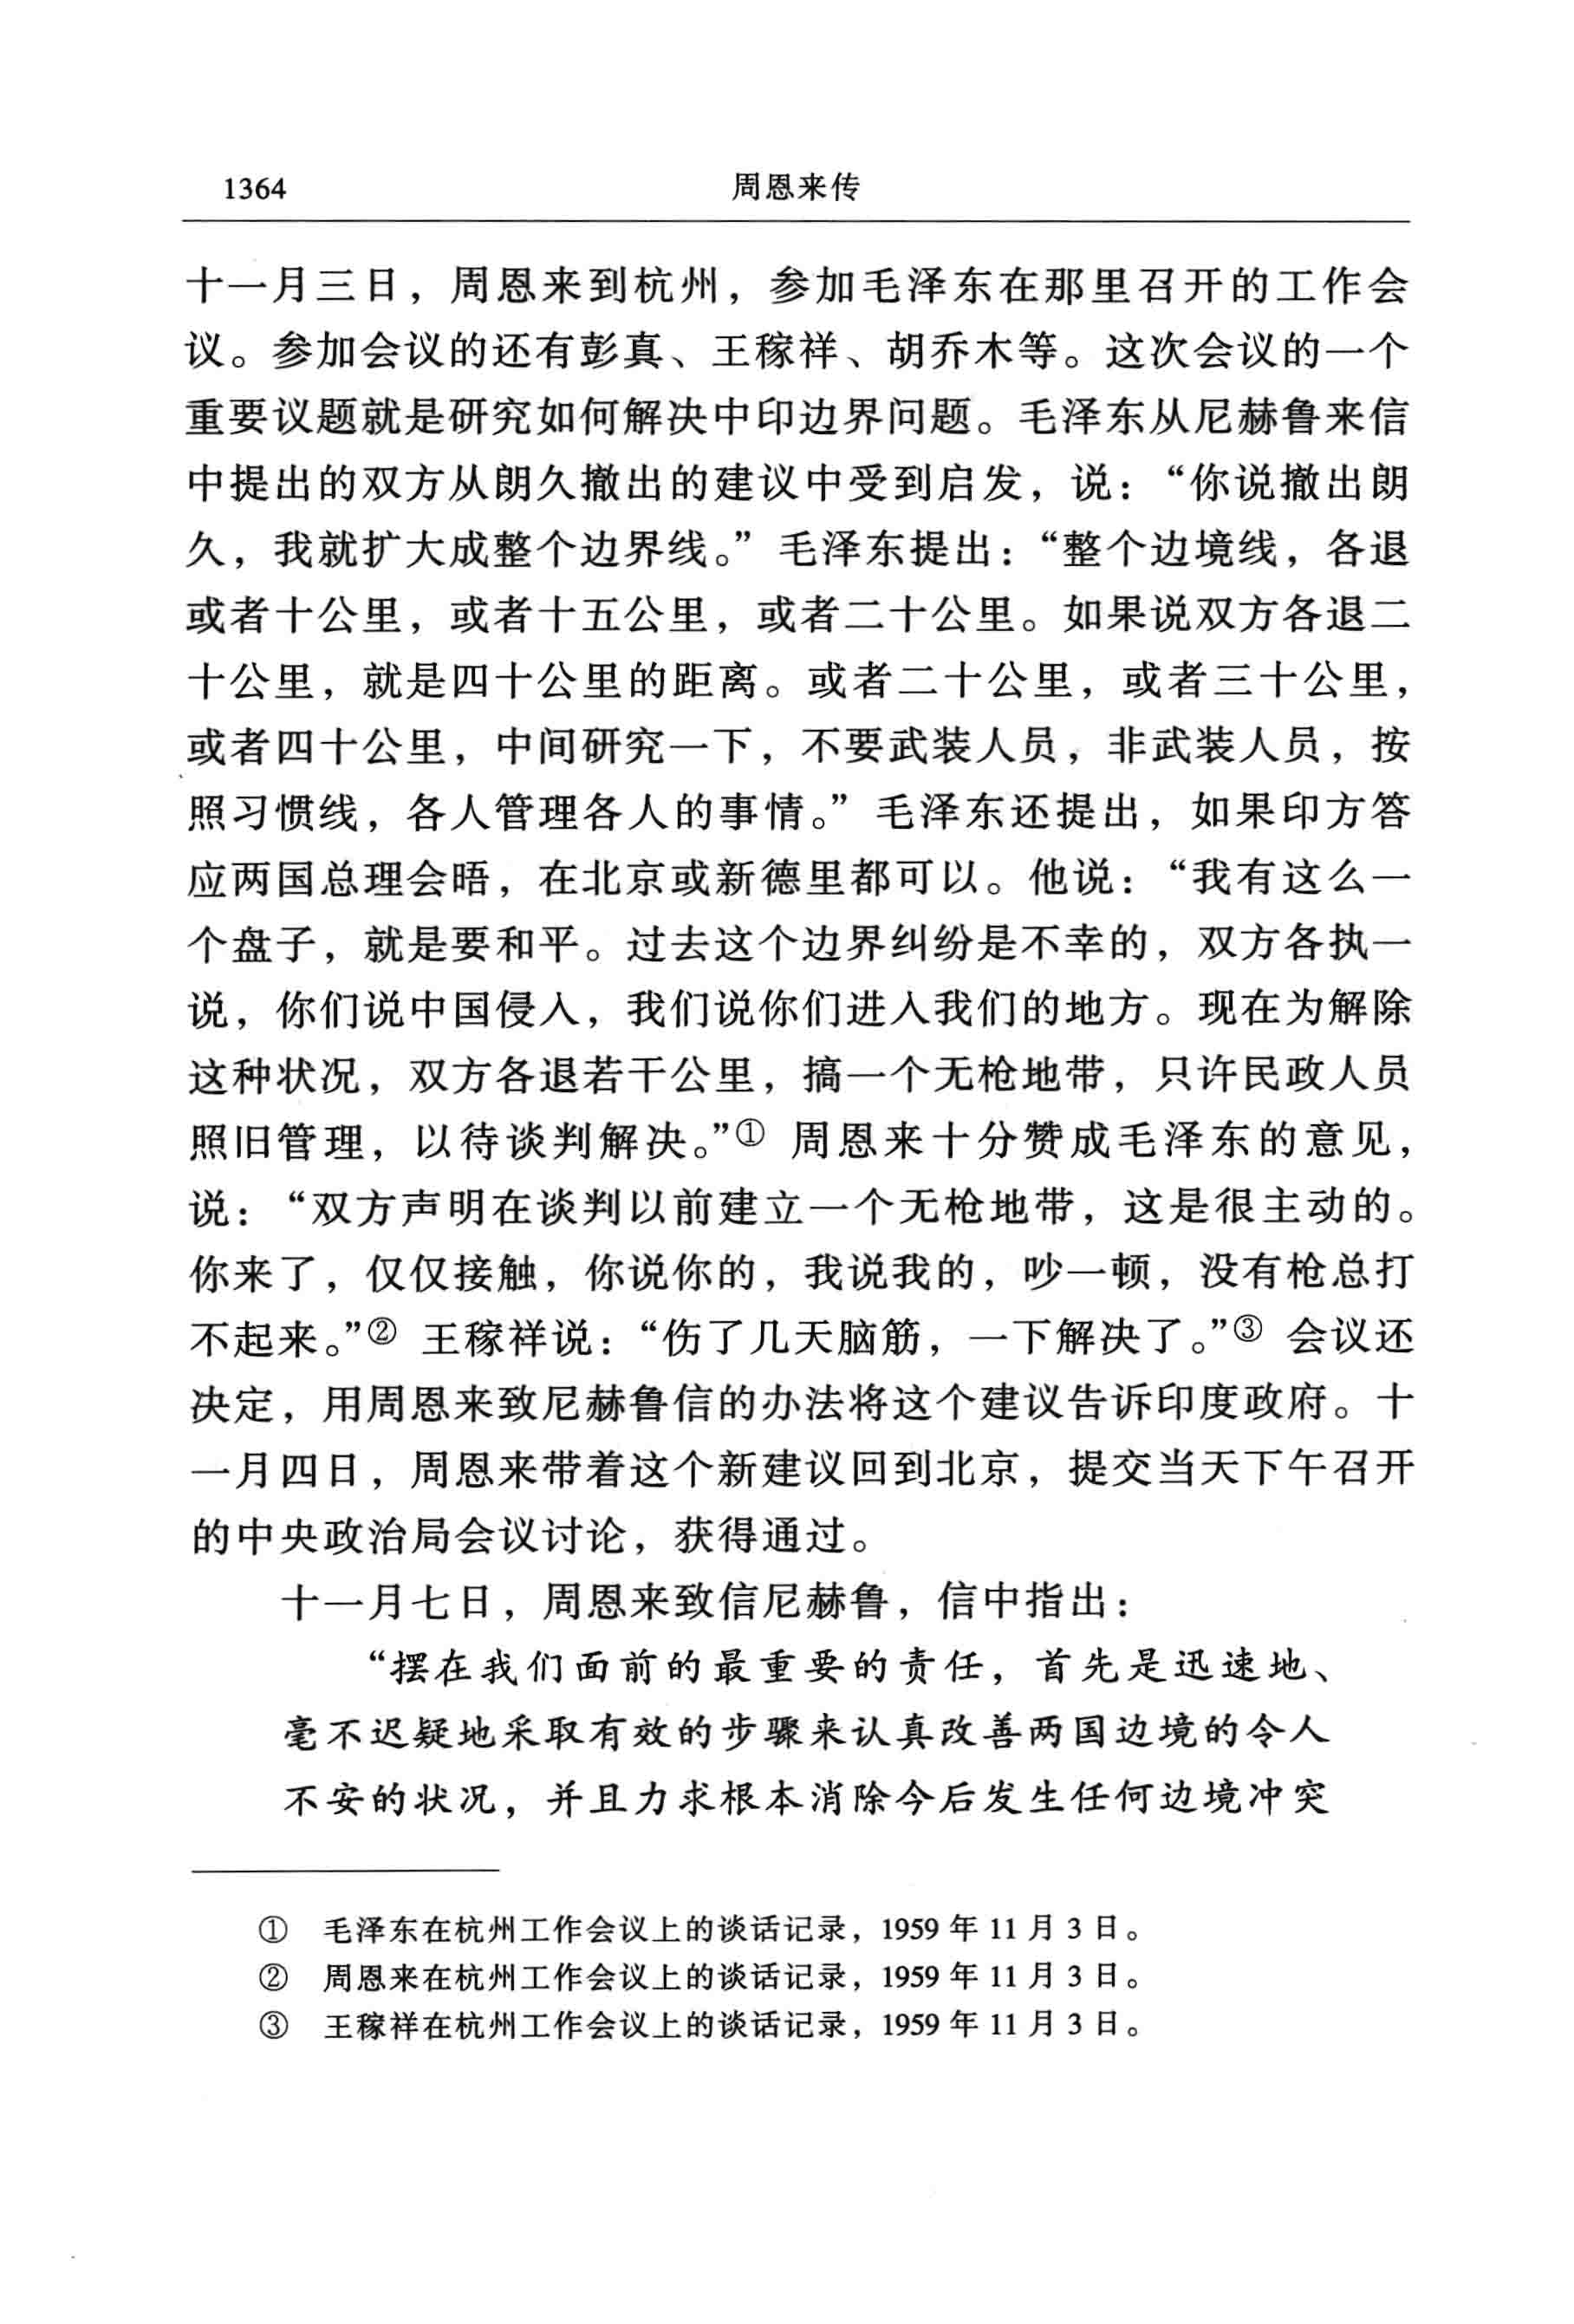 1364 周恩来传
十一月三日，周恩来到杭州，参加毛泽东在那里召开的工作会
议。参加会议的还有彭真、王稼祥、胡乔木等。这次会议的一个
重要议题就是研究如何解决中印边界问题。毛泽东从尼赫鲁来信
中提出的双方从朗久撤出的建议中受到启发，说：“你说撤出朗
久，我就扩大成整个边界线。”毛泽东提出：“整个边境线，各退
或者十公里，或者十五公里，或者二十公里。如果说双方各退二
十公里，就是四十公里的距离。或者二十公里，或者三十公里，
或者四十公里，中间研究一下，不要武装人员，非武装人员，按
照习惯线，各人管理各人的事情。”毛泽东还提出，如果印方答
应两国总理会晤，在北京或新德里都可以。他说：“我有这么一
个盘子，就是要和平。过去这个边界纠纷是不幸的，双方各执一
说，你们说中国侵入，我们说你们进入我们的地方。现在为解除
这种状况，双方各退若干公里，搞一个无枪地带，只许民政人员
照旧管理，以待谈判解决。”① 周恩来十分赞成毛泽东的意见，
说：“双方声明在谈判以前建立一个无枪地带，这是很主动的。
你来了，仅仅接触，你说你的，我说我的，吵一顿，没有枪总打
不起来。”② 王稼祥说：“伤了几天脑筋，一下解决了。”③ 会议还
决定，用周恩来致尼赫鲁信的办法将这个建议告诉印度政府。十
一月四日，周恩来带着这个新建议回到北京，提交当天下午召开
的中央政治局会议讨论，获得通过。
十一月七日，周恩来致信尼赫鲁，信中指出：
“摆在我们面前的最重要的责任，首先是迅速地、
毫不迟疑地采取有效的步骤来认真改善两国边境的令人
不安的状况，并且力求根本消除今后发生任何边境冲突
① 毛泽东在杭州工作会议上的谈话记录，1959 年 11 月 3 日。
② 周恩来在杭州工作会议上的谈话记录，1959 年 11 月 3 日。
③ 王稼祥在杭州工作会议上的谈话记录，1959 年 11 月 3 日。